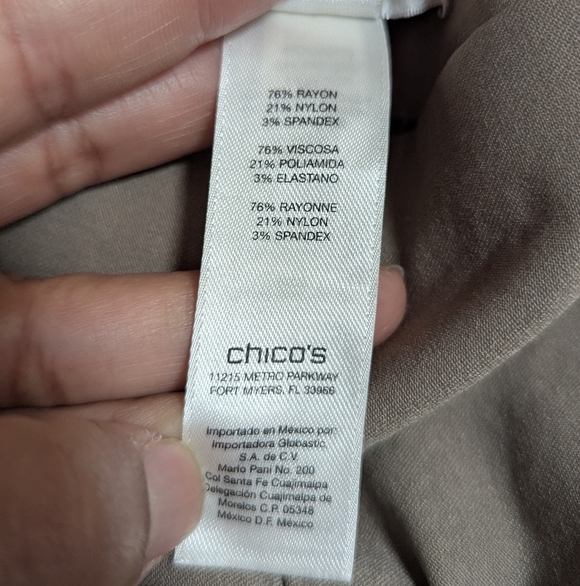 76% RAYON
21% NYLON
3% SPANDEX
76% VISCOSA
21% POLIAMIDA
3% ELASTANO
76% RAYONNE
21% NYLON
3% SPANDEX
chico's
11215 METRO PARKWAY
FORT MYERS, FL 33966
Importado en México por:
Importadora Globastic
S.A. de C.V.
Mario Pani No. 200
Col Santa Fe Cuajimalpa
Delegación Cuajimalpa de
Morelos C.P. 05348
México D.F. México